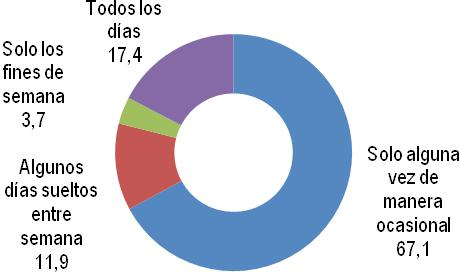 Todos los
días
17,4
Solo los
fines de
semana
3,7
Algunos
días sueltos
entre
semana
11,9
Solo alguna
vez de
manera
ocasional
67,1